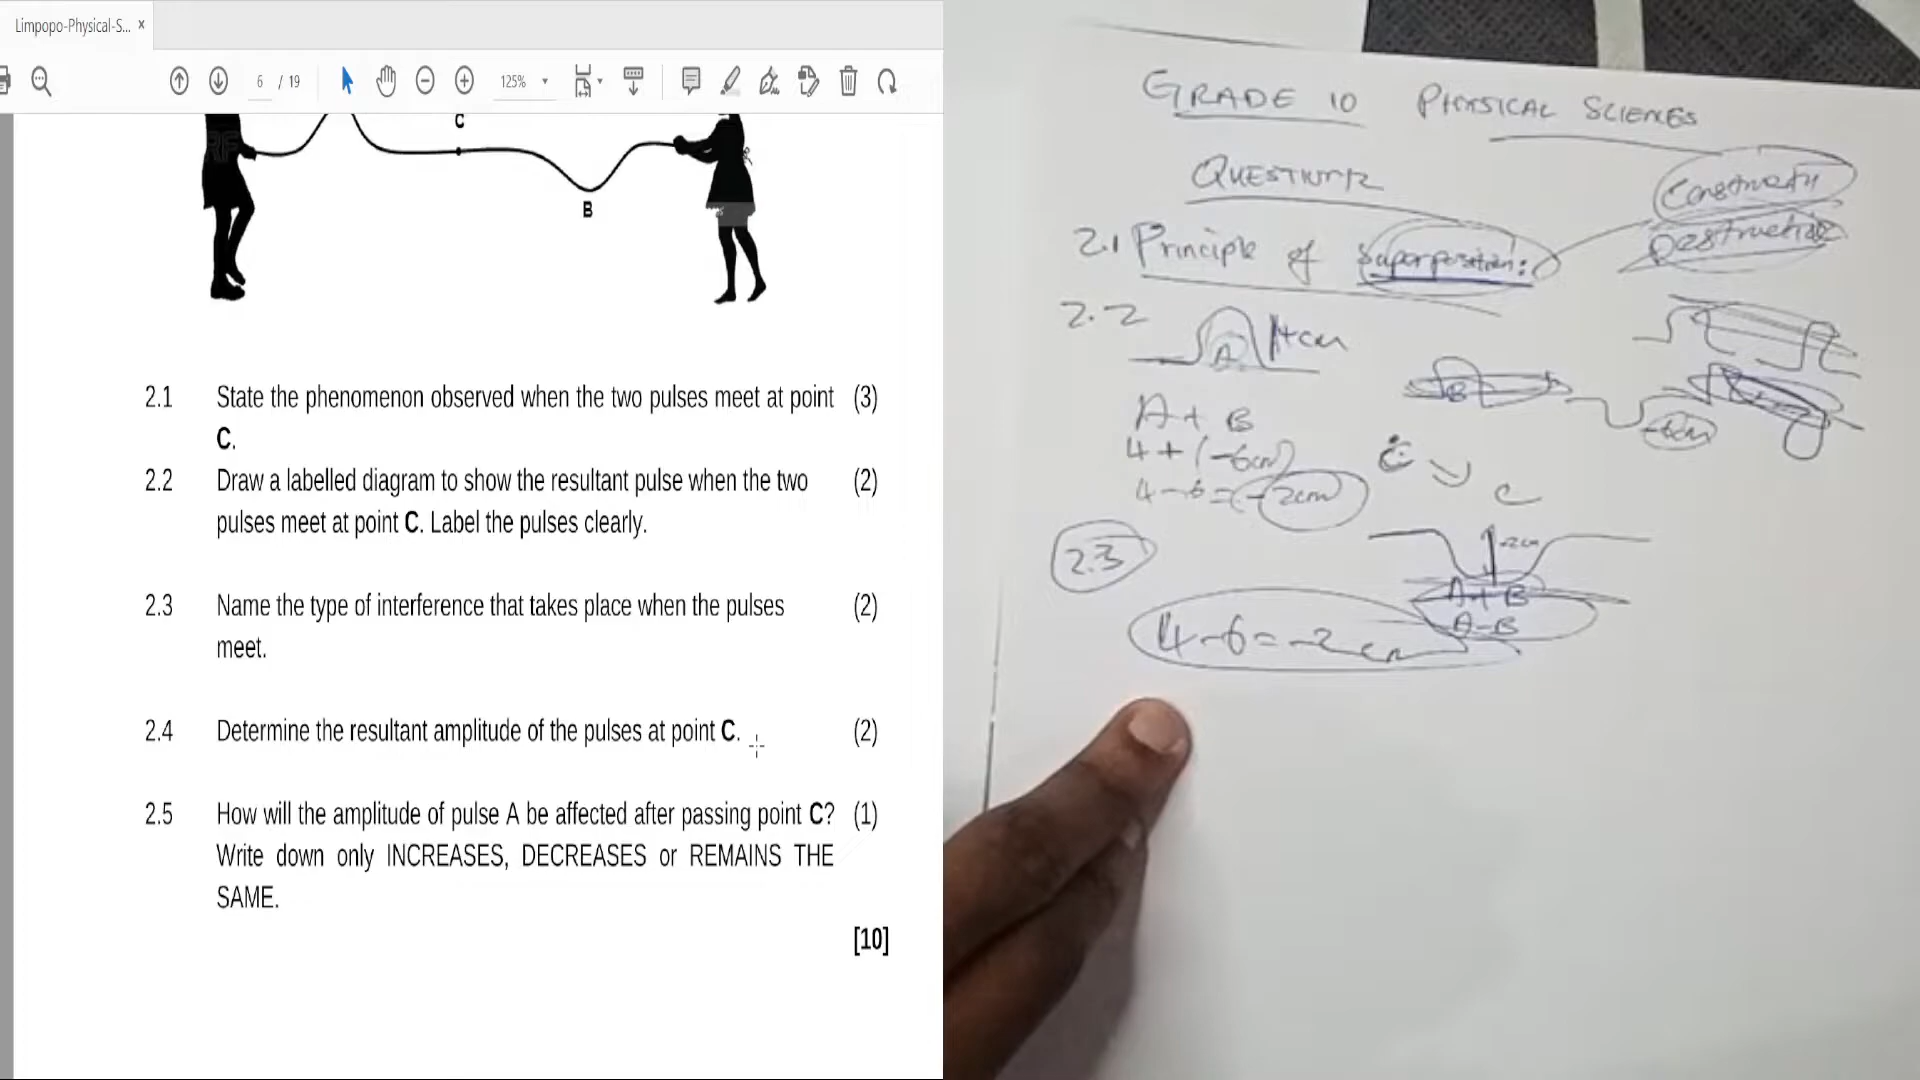 Limpopo-Physical-S... x
6 / 19
125%
C
B
2.1 State the phenomenon observed when the two pulses meet at point (3)
C.
2.2 Draw a labelled diagram to show the resultant pulse when the two (2)
pulses meet at point C. Label the pulses clearly.
2.3 Name the type of interference that takes place when the pulses (2)
meet.
2.4 Determine the resultant amplitude of the pulses at point C. (2)
2.5 How will the amplitude of pulse A be affected after passing point C? (1)
Write down only INCREASES, DECREASES or REMAINS THE
SAME.
[10]
GRADE 10 PHYSICAL SCIENCES
QUESTION 2
Destructive
2.1 Principle of Superposition:
2.2
A
4cm
B
-6cm
A + B
4 + (-6cm)
4 - 6 = -2cm
C
2.3
-2cm
A + B
A - B
4 - 6 = -2cm